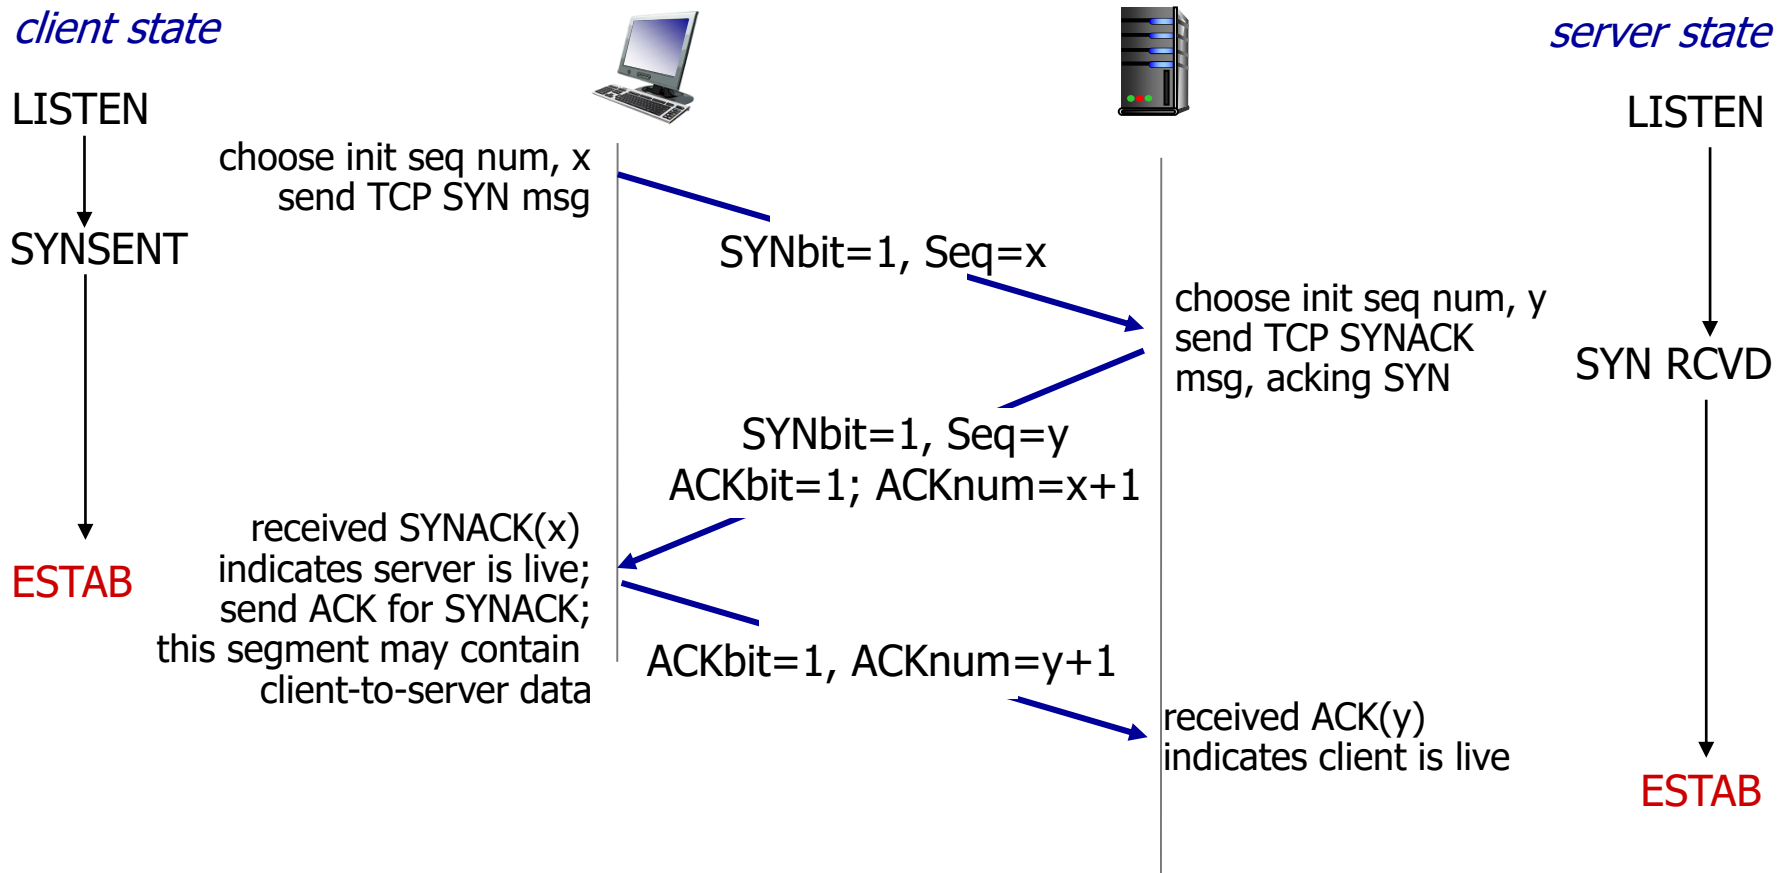 client state
server state
LISTEN
LISTEN
choose init seq num, x
send TCP SYN msg
SYNSENT
SYNbit=1, Seq=x
choose init seq num, y
send TCP SYNACK
msg, acking SYN
SYN RCVD
SYNbit=1, Seq=y
ACKbit=1; ACKnum=x+1
received SYNACK(x)
indicates server is live;
send ACK for SYNACK;
this segment may contain
client-to-server data
ESTAB
ACKbit=1, ACKnum=y+1
received ACK(y)
indicates client is live
ESTAB